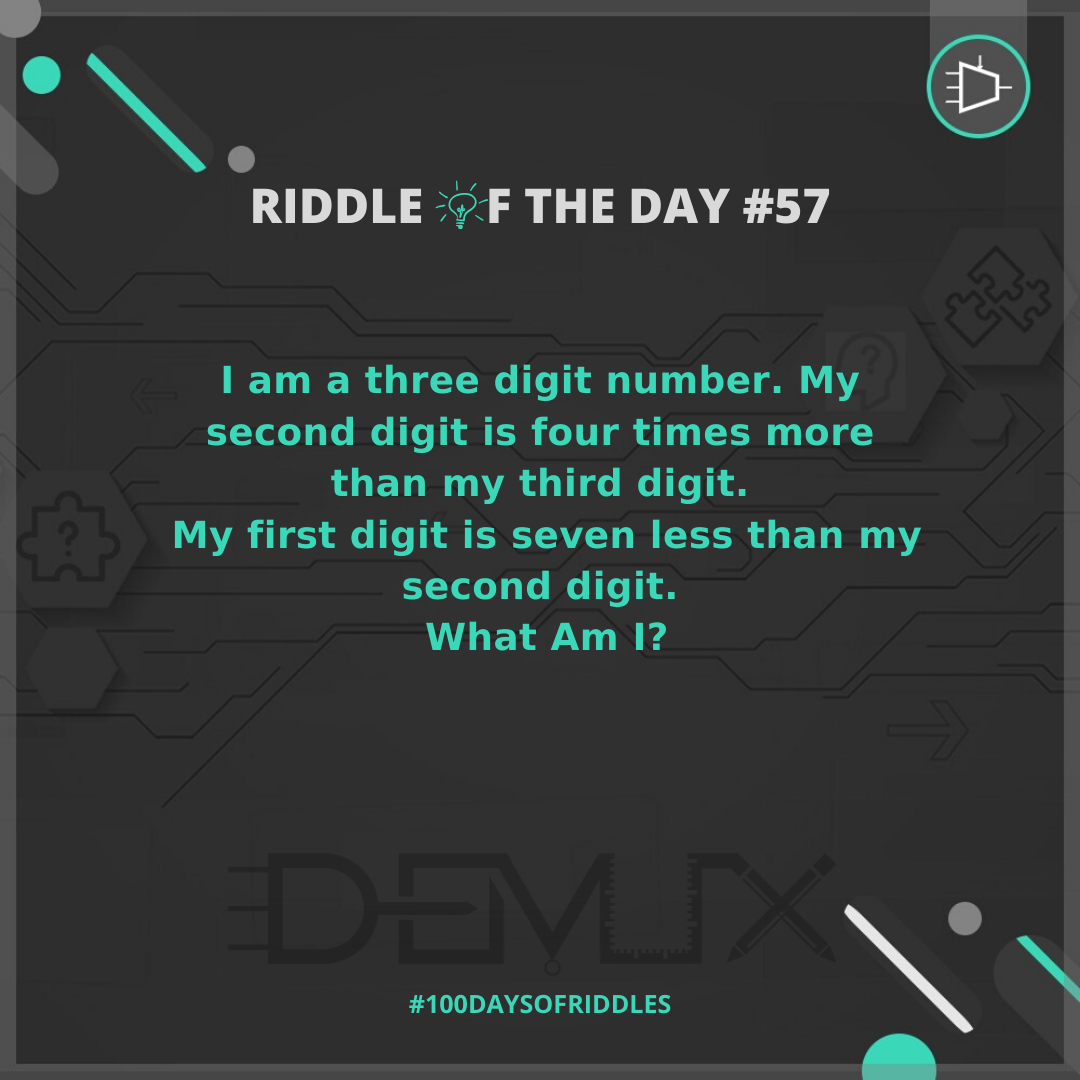 RIDDLE OF THE DAY #57
I am a three digit number. My
second digit is four times more
than my third digit.
My first digit is seven less than my
second digit.
What Am I?
DEMUX
#100DAYSOFRIDDLES